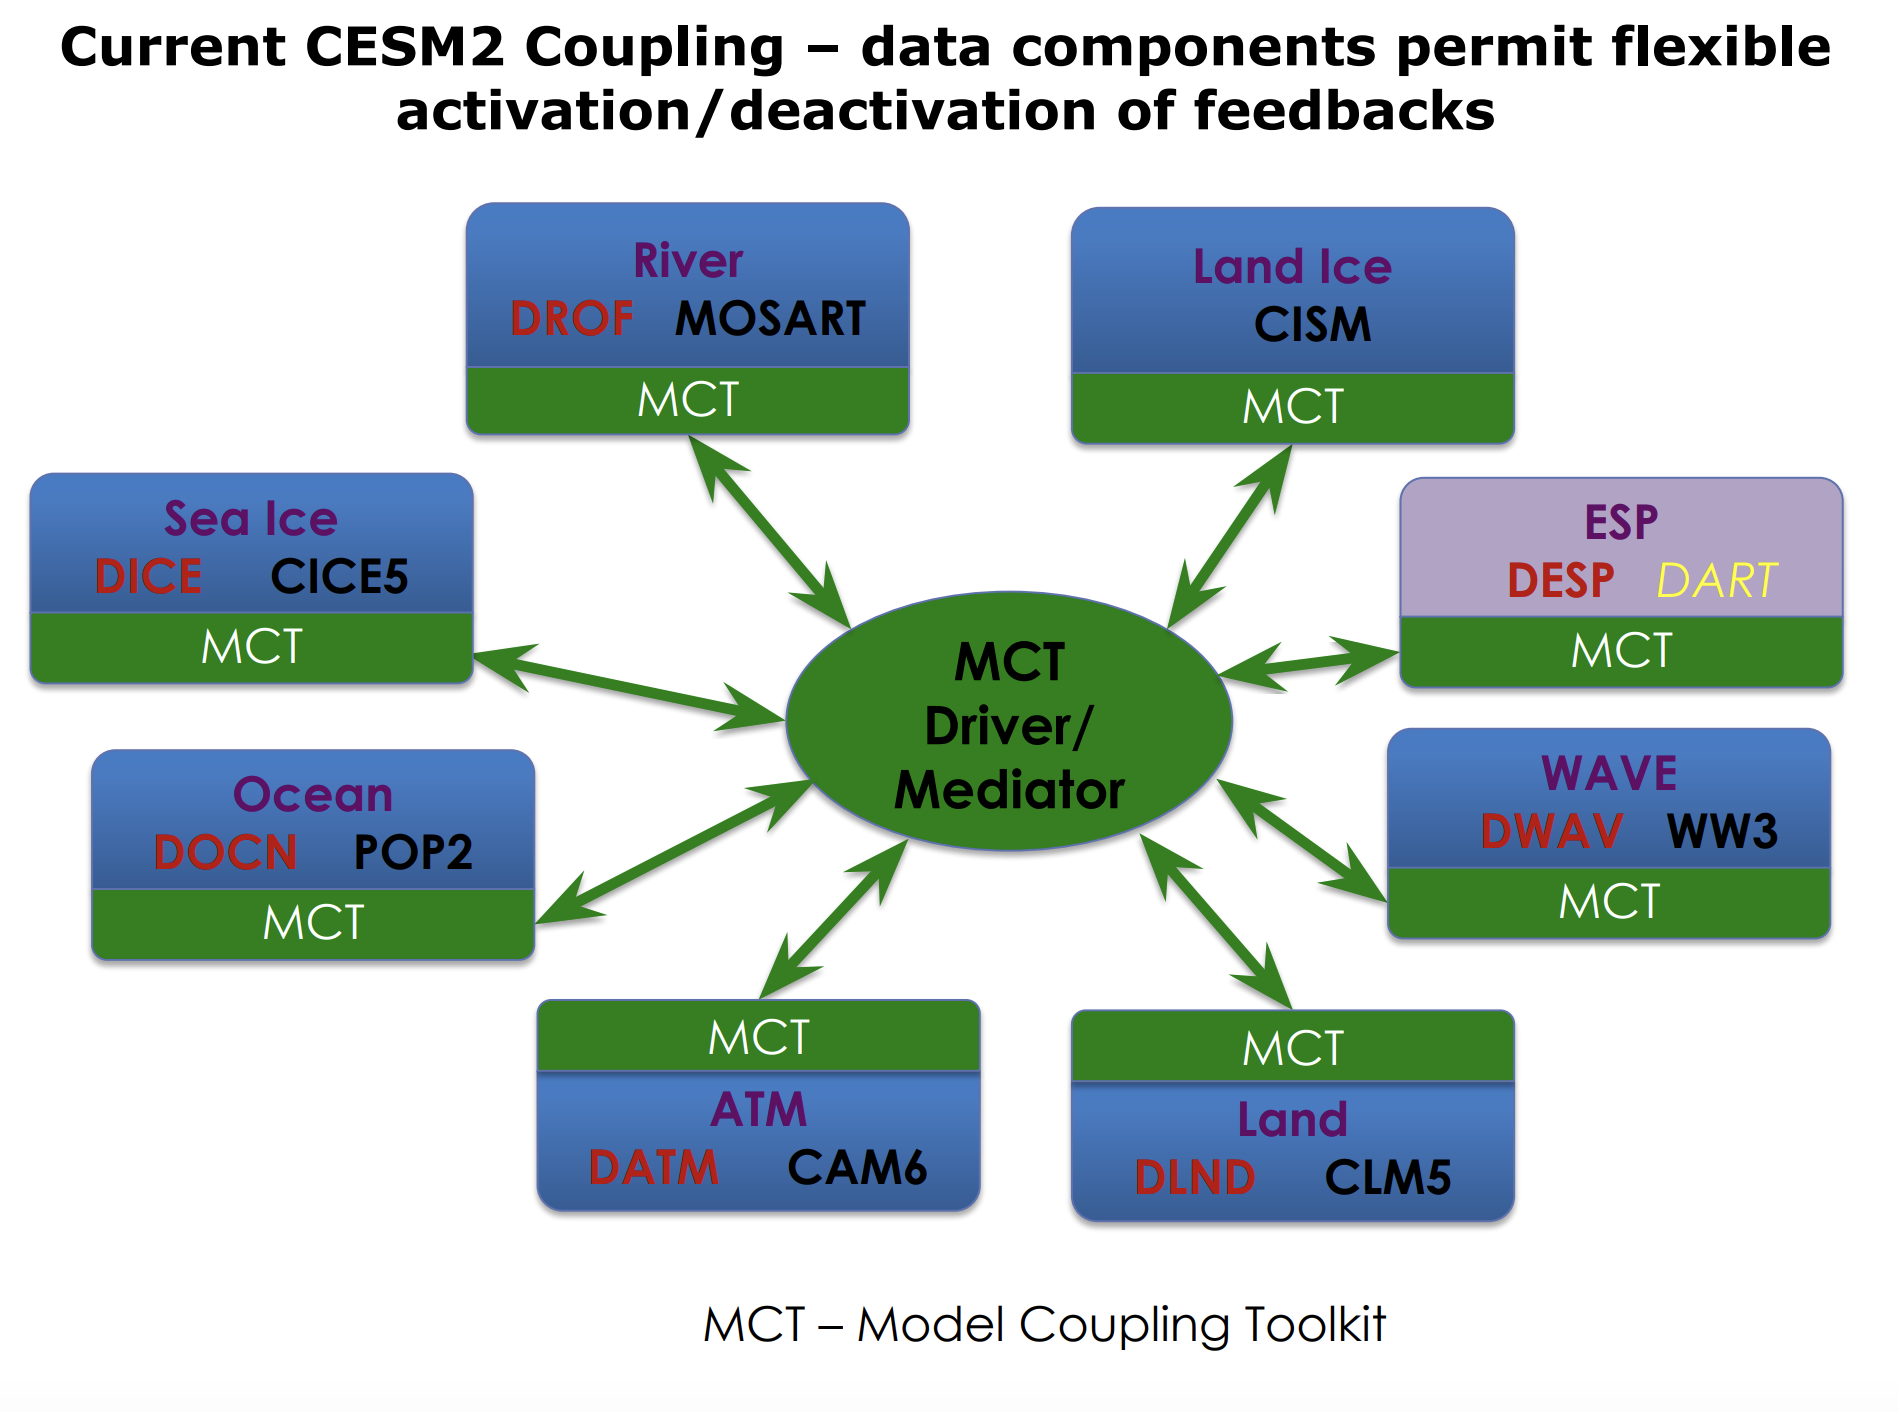 Current CESM2 Coupling – data components permit flexible
activation/deactivation of feedbacks
River
DROF MOSART
MCT
Land Ice
CISM
MCT
Sea Ice
DICE CICE5
MCT
ESP
DESP DART
MCT
MCT
Driver/
Mediator
Ocean
DOCN POP2
MCT
WAVE
DWAV WW3
MCT
MCT
ATM
DATM CAM6
MCT
Land
DLND CLM5
MCT – Model Coupling Toolkit